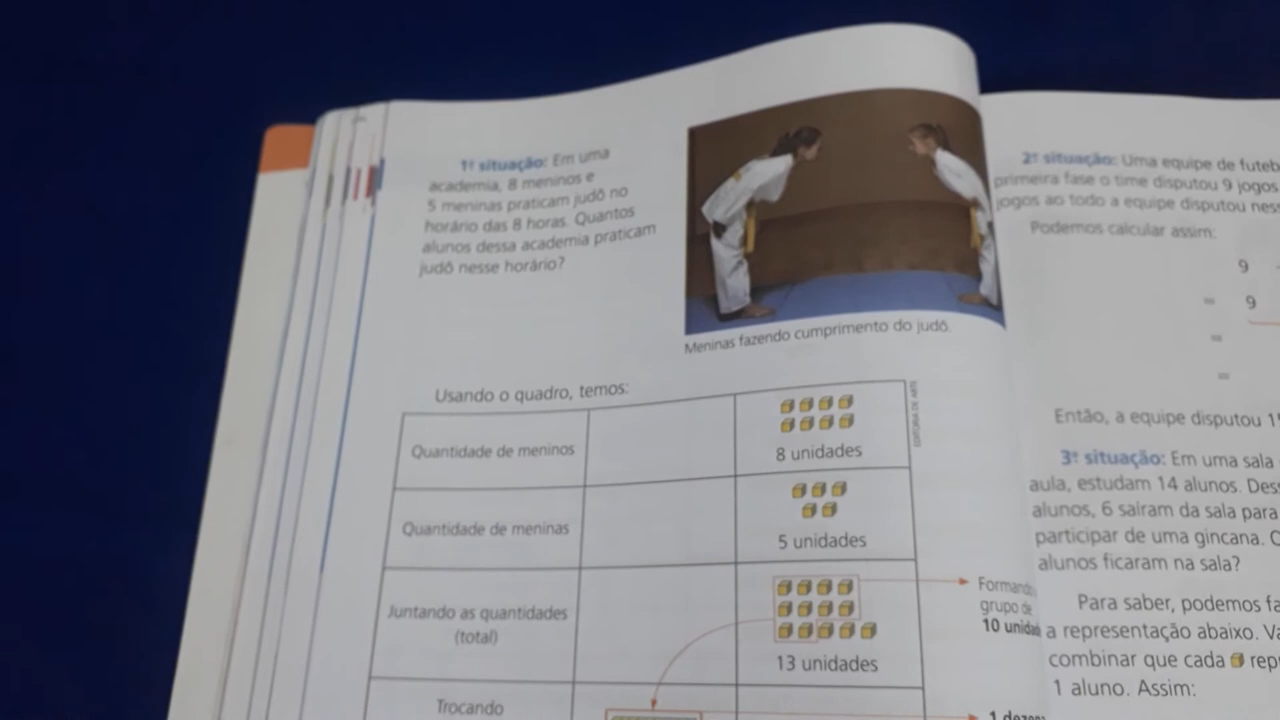 1ª situação: Em uma
academia, 8 meninos e
5 meninas praticam judô no
horário das 8 horas. Quantos
alunos dessa academia praticam
judô nesse horário?
Meninas fazendo cumprimento do judô.
Usando o quadro, temos:
EDITORIA DE ARTE
Quantidade de meninos
8 unidades
Quantidade de meninas
5 unidades
Juntando as quantidades
(total)
13 unidades
Formando
grupo de
10 unida
Trocando
1 dezen
2ª situação: Uma equipe de futeb
primeira fase o time disputou 9 jogos
jogos ao todo a equipe disputou nes
Podemos calcular assim:
9
= 9
=
=
Então, a equipe disputou 1
3ª situação: Em uma sala
aula, estudam 14 alunos. Des
alunos, 6 saíram da sala para
participar de uma gincana.
alunos ficaram na sala?
Para saber, podemos fa
a representação abaixo. Va
combinar que cada rep
1 aluno. Assim: